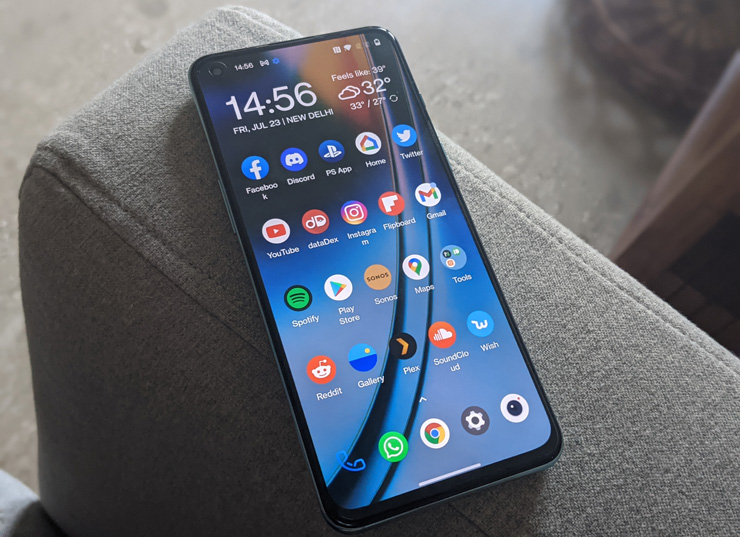 14:56
14:56
Feels like: 39°
32°
33° / 27°
FRI, JUL 23 | NEW DELHI
Faceboo
k
Discord
PS App
Home
Twitter
YouTube
dataDex
Instagra
m
Flipboard
Gmail
Spotify
Play
Store
SONOS
Sonos
Maps
Tools
Reddit
Gallery
Plex
SoundClo
ud
Wish